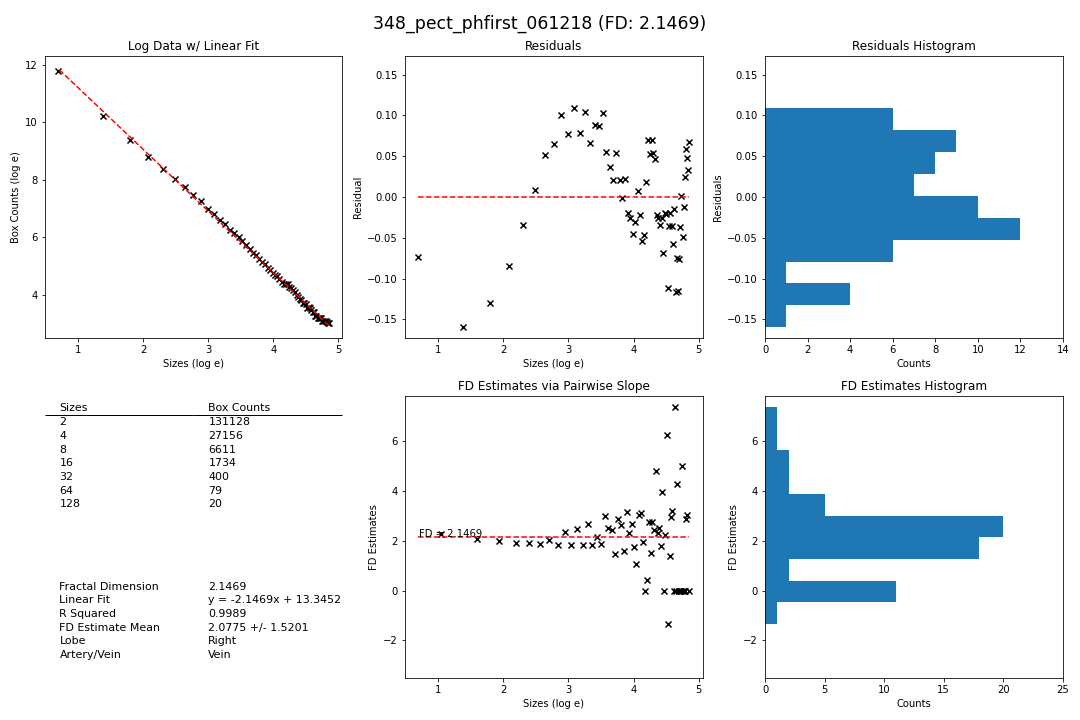 348_pect_phfirst_061218 (FD: 2.1469)
Log Data w/ Linear Fit
Box Counts (log e)
12
10
8
6
4
1 2 3 4 5
Sizes (log e)
Residuals
Residual
0.15
0.10
0.05
0.00
−0.05
−0.10
−0.15
1 2 3 4 5
Sizes (log e)
Residuals Histogram
Residuals
0.15
0.10
0.05
0.00
−0.05
−0.10
−0.15
0 2 4 6 8 10 12 14
Counts
Sizes Box Counts
2 131128
4 27156
8 6611
16 1734
32 400
64 79
128 20
Fractal Dimension 2.1469
Linear Fit y = -2.1469x + 13.3452
R Squared 0.9989
FD Estimate Mean 2.0775 +/- 1.5201
Lobe Right
Artery/Vein Vein
FD Estimates via Pairwise Slope
FD Estimates
6
4
2
0
−2
FD = 2.1469
1 2 3 4 5
Sizes (log e)
FD Estimates Histogram
FD Estimates
6
4
2
0
−2
0 5 10 15 20 25
Counts